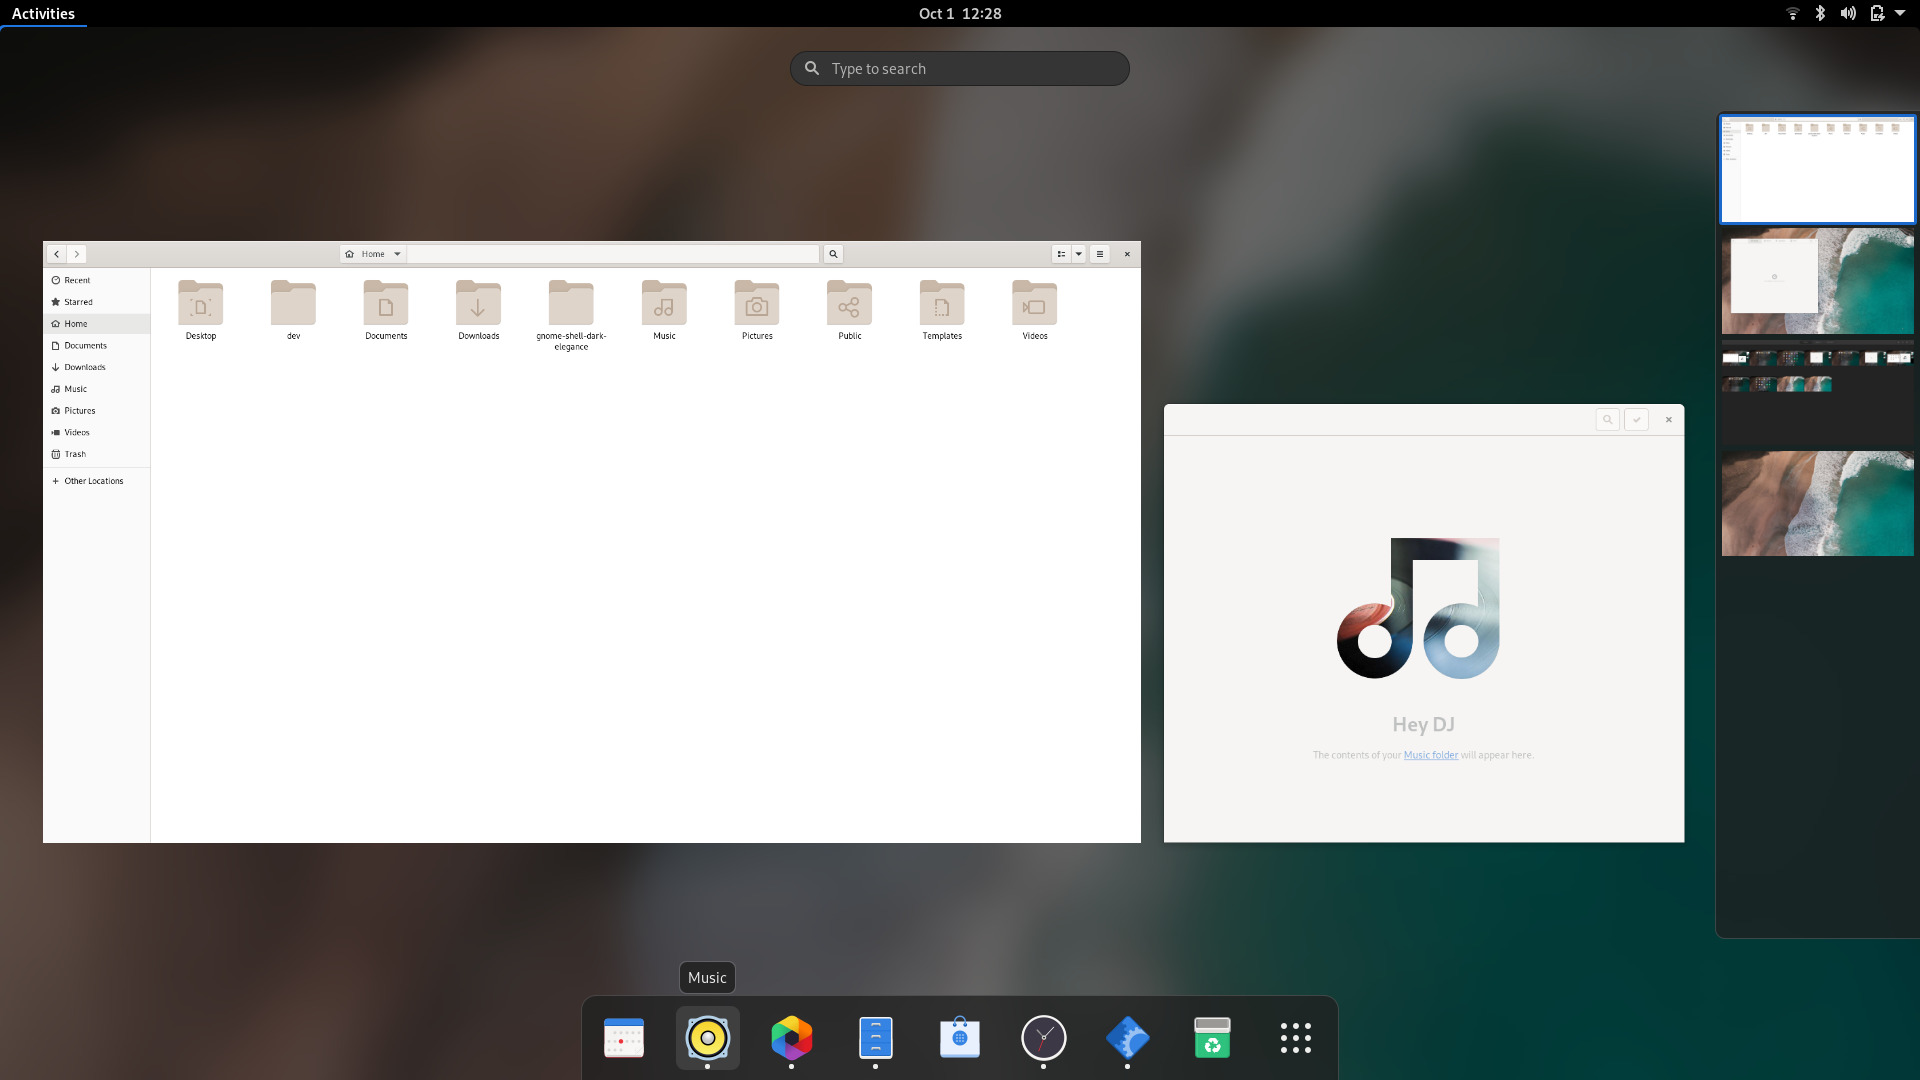 Activities
Oct 1 12:28
Type to search
Home
Recent
Starred
Home
Documents
Downloads
Music
Pictures
Videos
Trash
Other Locations
Desktop
dev
Documents
Downloads
gnome-shell-dark-
elegance
Music
Pictures
Public
Templates
Videos
Hey DJ
The contents of your Music folder will appear here.
Music